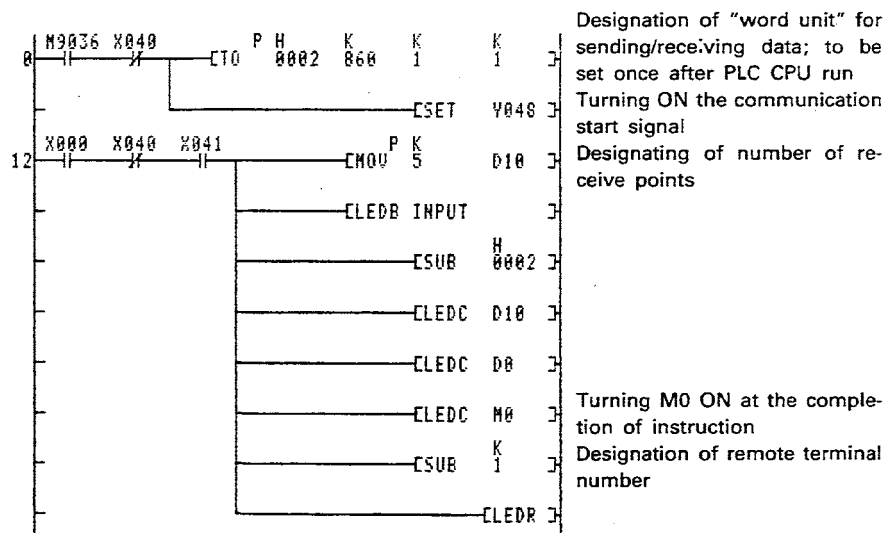 M9036 X040 P H K K K
0 [TO 0002 860 1 1 ]
[SET Y048 ]
X000 X040 X041 P K
12 [MOV 5 D10 ]
[LEDB INPUT ]
H
[SUB 0002 ]
[LEDC D10 ]
[LEDC D0 ]
[LEDC M0 ]
K
[SUB 1 ]
[LEDR ]
Designation of "word unit" for
sending/receiving data; to be
set once after PLC CPU run
Turning ON the communication
start signal
Designating of number of re-
ceive points
Turning M0 ON at the comple-
tion of instruction
Designation of remote terminal
number